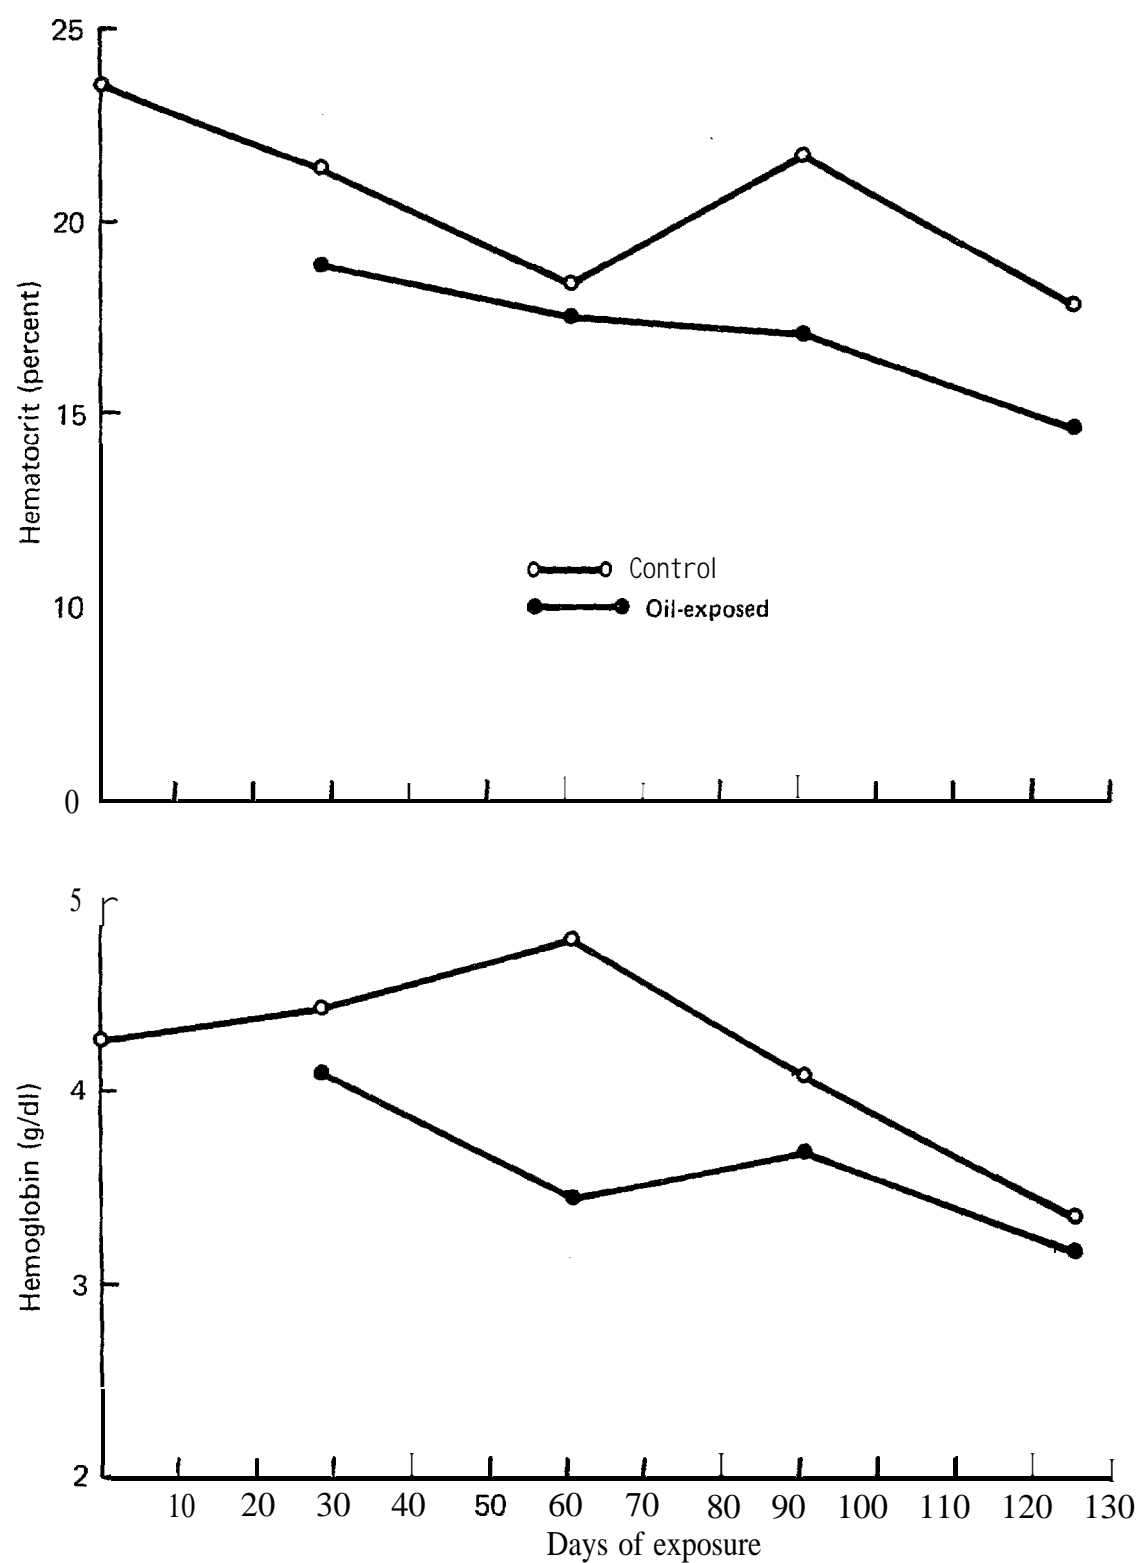 25
20
Hematocrit (percent)
15
Control
10
Oil-exposed
0
5
4
Hemoglobin (g/dl)
3
2
10 20 30 40 50 60 70 80 90 100 110 120 130
Days of exposure